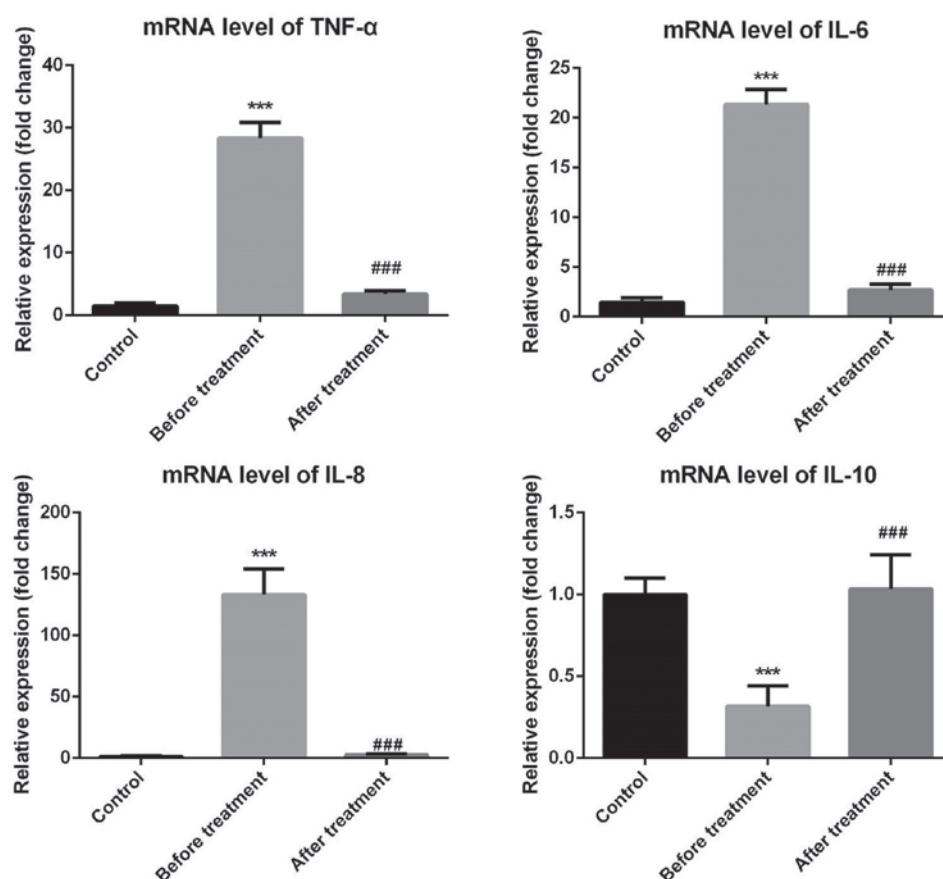 mRNA level of TNF-α
Relative expression (fold change)
40
30
20
10
0
***
###
Control
Before treatment
After treatment
mRNA level of IL-6
Relative expression (fold change)
25
20
15
10
5
0
***
###
Control
Before treatment
After treatment
mRNA level of IL-8
Relative expression (fold change)
200
150
100
50
0
***
###
Control
Before treatment
After treatment
mRNA level of IL-10
Relative expression (fold change)
1.5
1.0
0.5
0.0
***
###
Control
Before treatment
After treatment